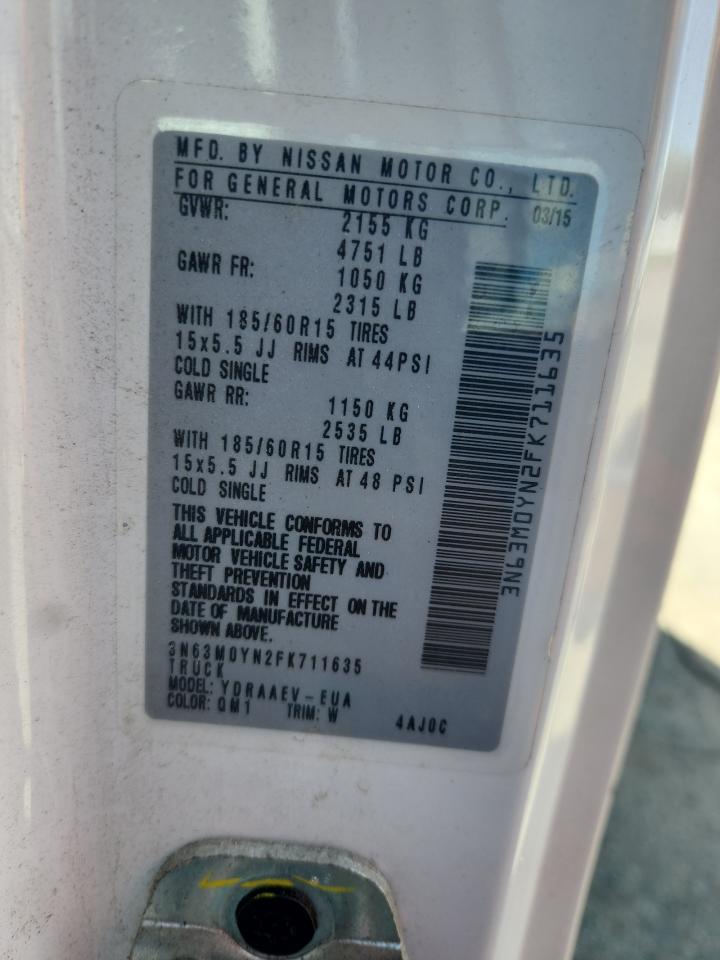 MFD. BY NISSAN MOTOR CO., LTD.
FOR GENERAL MOTORS CORP. 03/15
GVWR: 2155 KG
4751 LB
GAWR FR: 1050 KG
2315 LB
WITH 185/60R15 TIRES
15x5.5 JJ RIMS AT 44PSI
COLD SINGLE
GAWR RR: 1150 KG
2535 LB
WITH 185/60R15 TIRES
15x5.5 JJ RIMS AT 48 PSI
COLD SINGLE
THIS VEHICLE CONFORMS TO
ALL APPLICABLE FEDERAL
MOTOR VEHICLE SAFETY AND
THEFT PREVENTION
STANDARDS IN EFFECT ON THE
DATE OF MANUFACTURE
SHOWN ABOVE.
3N63M0YN2FK711635
TRUCK
MODEL: YDRAAEV-EUA
COLOR: QM1 TRIM: W 4AJ0C
3N63M0YN2FK711635